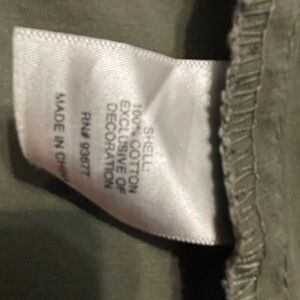 SHELL:
100% COTTON
EXCLUSIVE OF
DECORATION
RN# 93677
MADE IN CHINA